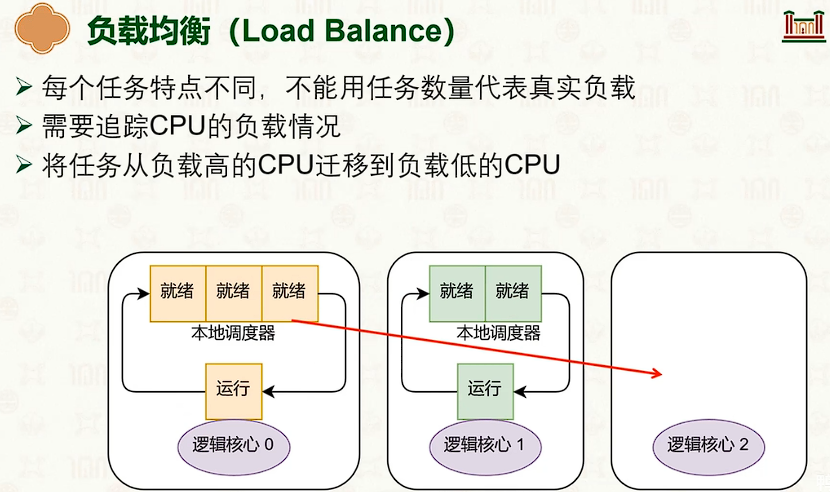 负载均衡（Load Balance）
每个任务特点不同，不能用任务数量代表真实负载
需要追踪CPU的负载情况
将任务从负载高的CPU迁移到负载低的CPU
就绪 就绪 就绪
本地调度器
运行
逻辑核心 0
就绪 就绪
本地调度器
运行
逻辑核心 1
逻辑核心 2